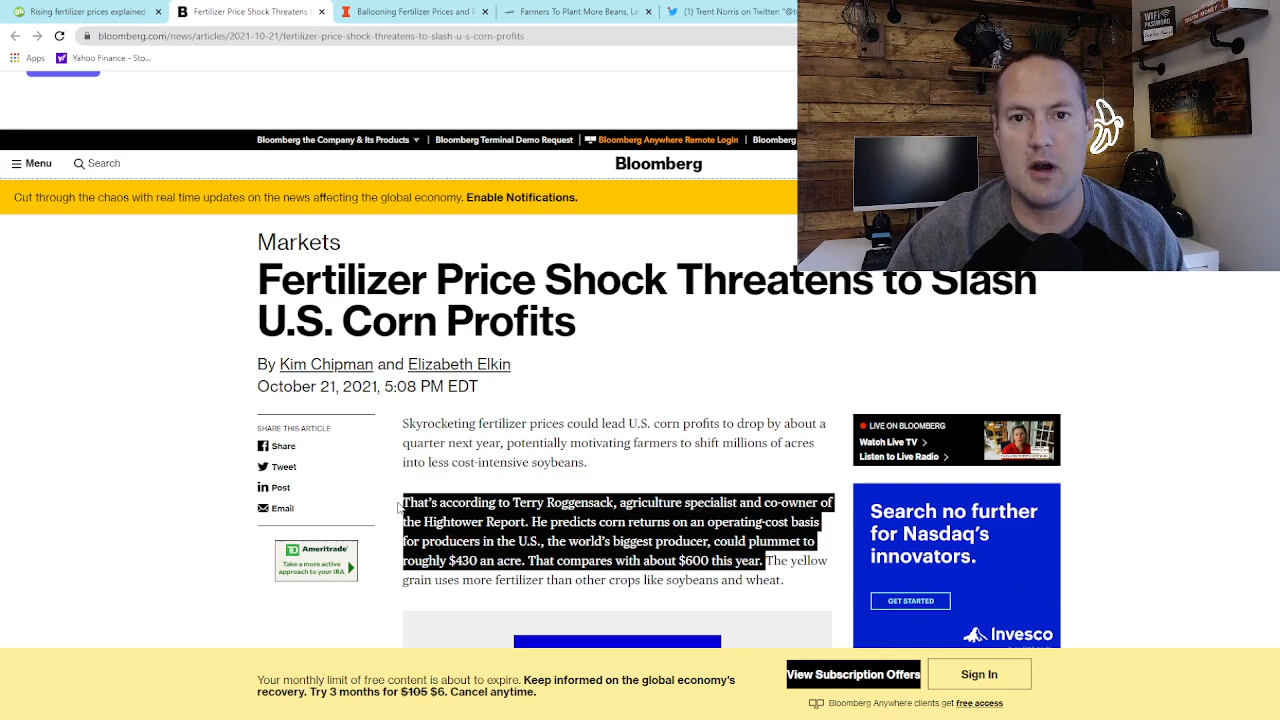 Rising fertilizer prices explained
Fertilizer Price Shock Threatens
Ballooning Fertilizer Prices and
Farmers To Plant More Beans, L
(1) Trent Norris on Twitter: "@t
bloomberg.com/news/articles/2021-10-21/fertilizer-price-shock-threatens-to-slash-u-s-corn-profits
Apps
Yahoo Finance - Sto...
Bloomberg the Company & Its Products
Bloomberg Terminal Demo Request
Bloomberg Anywhere Remote Login
Bloomberg
Menu
Search
Bloomberg
Cut through the chaos with real time updates on the news affecting the global economy. Enable Notifications.
Markets
Fertilizer Price Shock Threatens to Slash
U.S. Corn Profits
By Kim Chipman and Elizabeth Elkin
October 21, 2021, 5:08 PM EDT
SHARE THIS ARTICLE
Share
Tweet
Post
Email
TD Ameritrade
Take a more active
approach to your IRA
Skyrocketing fertilizer prices could lead U.S. corn profits to drop by about a
quarter next year, potentially motivating farmers to shift millions of acres
into less cost-intensive soybeans.
That's according to Terry Roggensack, agriculture specialist and co-owner of
the Hightower Report. He predicts corn returns on an operating-cost basis
for producers in the U.S., the world's biggest producer, could plummet to
roughly $430 an acre. That compares with about $600 this year. The yellow
grain uses more fertilizer than other crops like soybeans and wheat.
LIVE ON BLOOMBERG
Watch Live TV
Listen to Live Radio
Search no further
for Nasdaq's
innovators.
GET STARTED
Invesco
Your monthly limit of free content is about to expire. Keep informed on the global economy's
recovery. Try 3 months for $105 $6. Cancel anytime.
View Subscription Offers
Sign In
Bloomberg Anywhere clients get free access
WiFi
PASSWORD
TRUTH MONEY